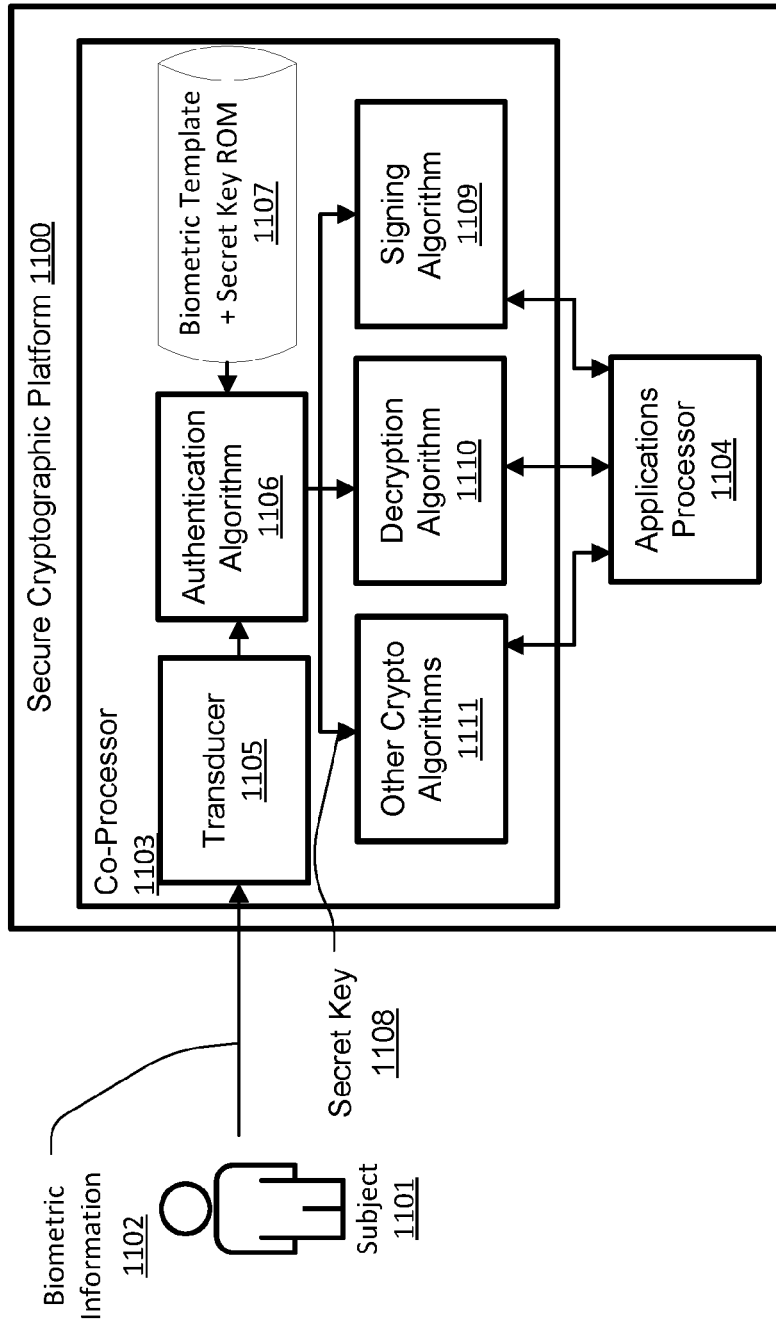 Secure Cryptographic Platform 1100
Co-Processor
1103
Biometric
Information
1102
Subject
1101
Transducer
1105
Authentication
Algorithm
1106
Biometric Template
+ Secret Key ROM
1107
Secret Key
1108
Other Crypto
Algorithms
1111
Decryption
Algorithm
1110
Signing
Algorithm
1109
Applications
Processor
1104